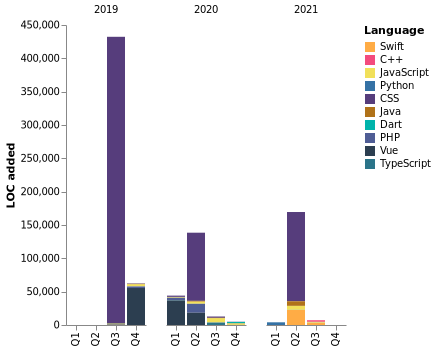 2019 2020 2021
LOC added
450,000
400,000
350,000
300,000
250,000
200,000
150,000
100,000
50,000
0
Q1 Q2 Q3 Q4 Q1 Q2 Q3 Q4 Q1 Q2 Q3 Q4
Language
Swift
C++
JavaScript
Python
CSS
Java
Dart
PHP
Vue
TypeScript